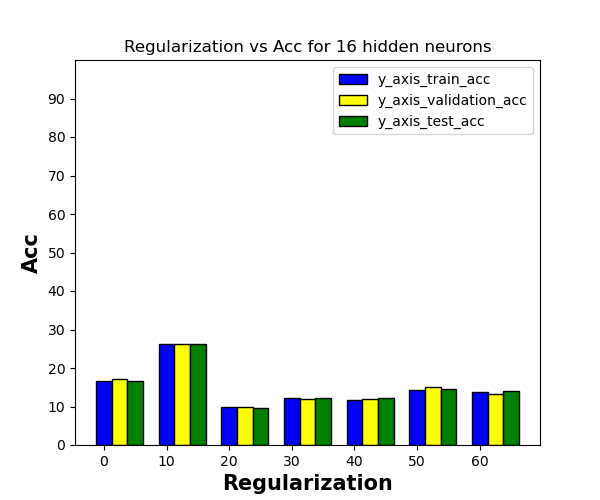 Regularization vs Acc for 16 hidden neurons
y_axis_train_acc
y_axis_validation_acc
y_axis_test_acc
90
80
70
60
50
40
30
20
10
0
Acc
0 10 20 30 40 50 60
Regularization